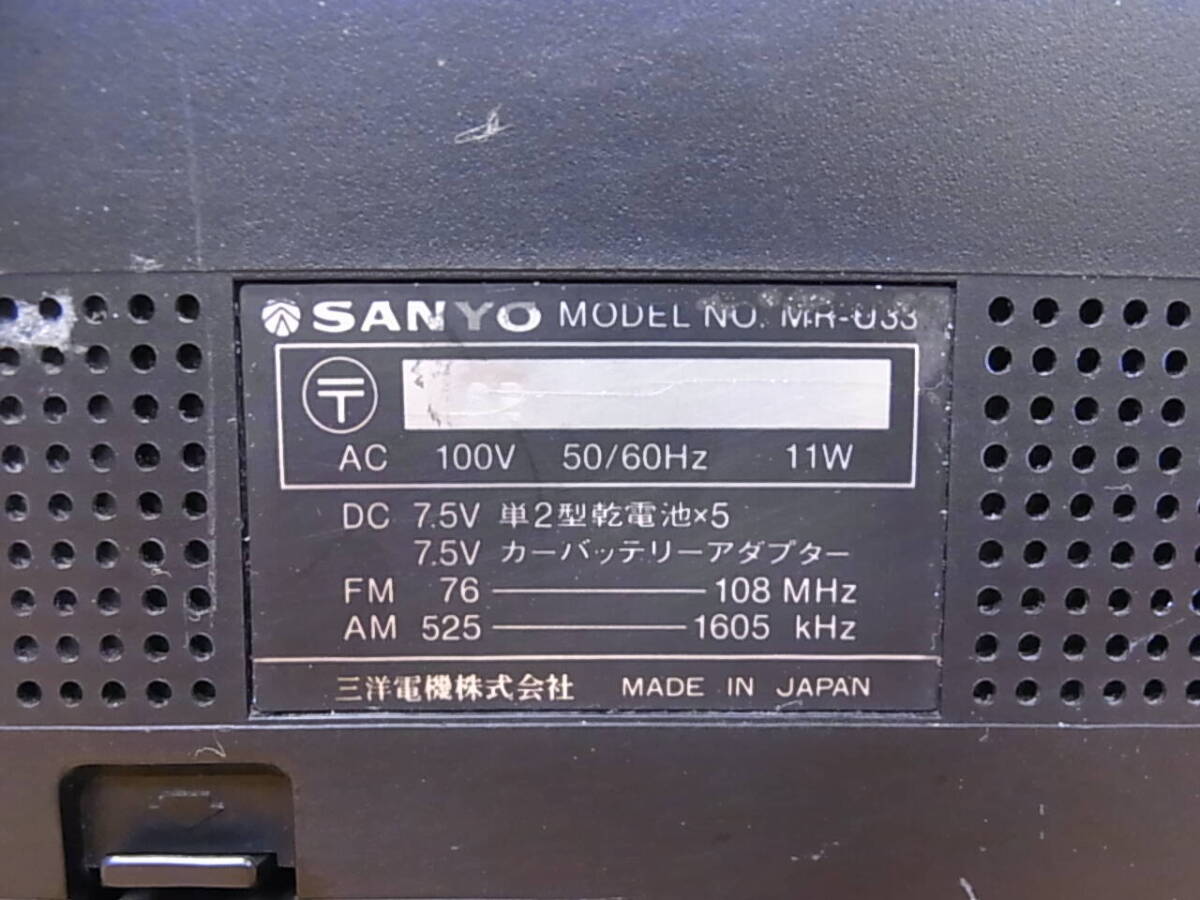 SANYO MODEL NO. MR-U33
〒
AC 100V 50/60Hz 11W
DC 7.5V 単2型乾電池×5
7.5V カーバッテリーアダプター
FM 76 ——— 108 MHz
AM 525 ——— 1605 kHz
三洋電機株式会社 MADE IN JAPAN